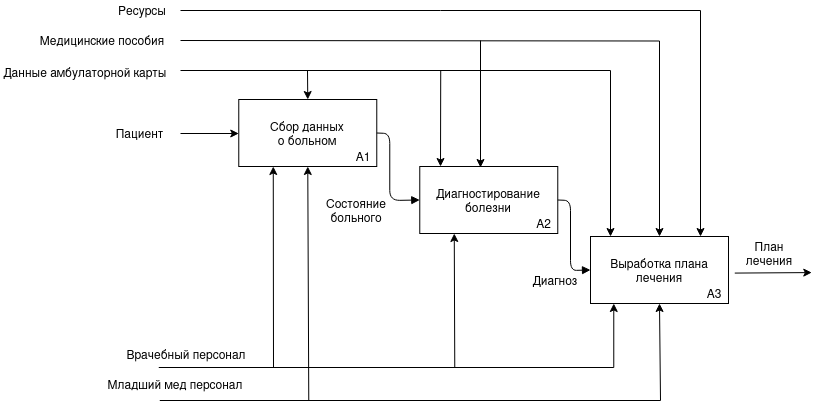 Ресурсы
Медицинские пособия
Данные амбулаторной карты
Пациент
Сбор данных
о больном
A1
Состояние
больного
Диагностирование
болезни
A2
Диагноз
Выработка плана
лечения
A3
План
лечения
Врачебный персонал
Младший мед персонал